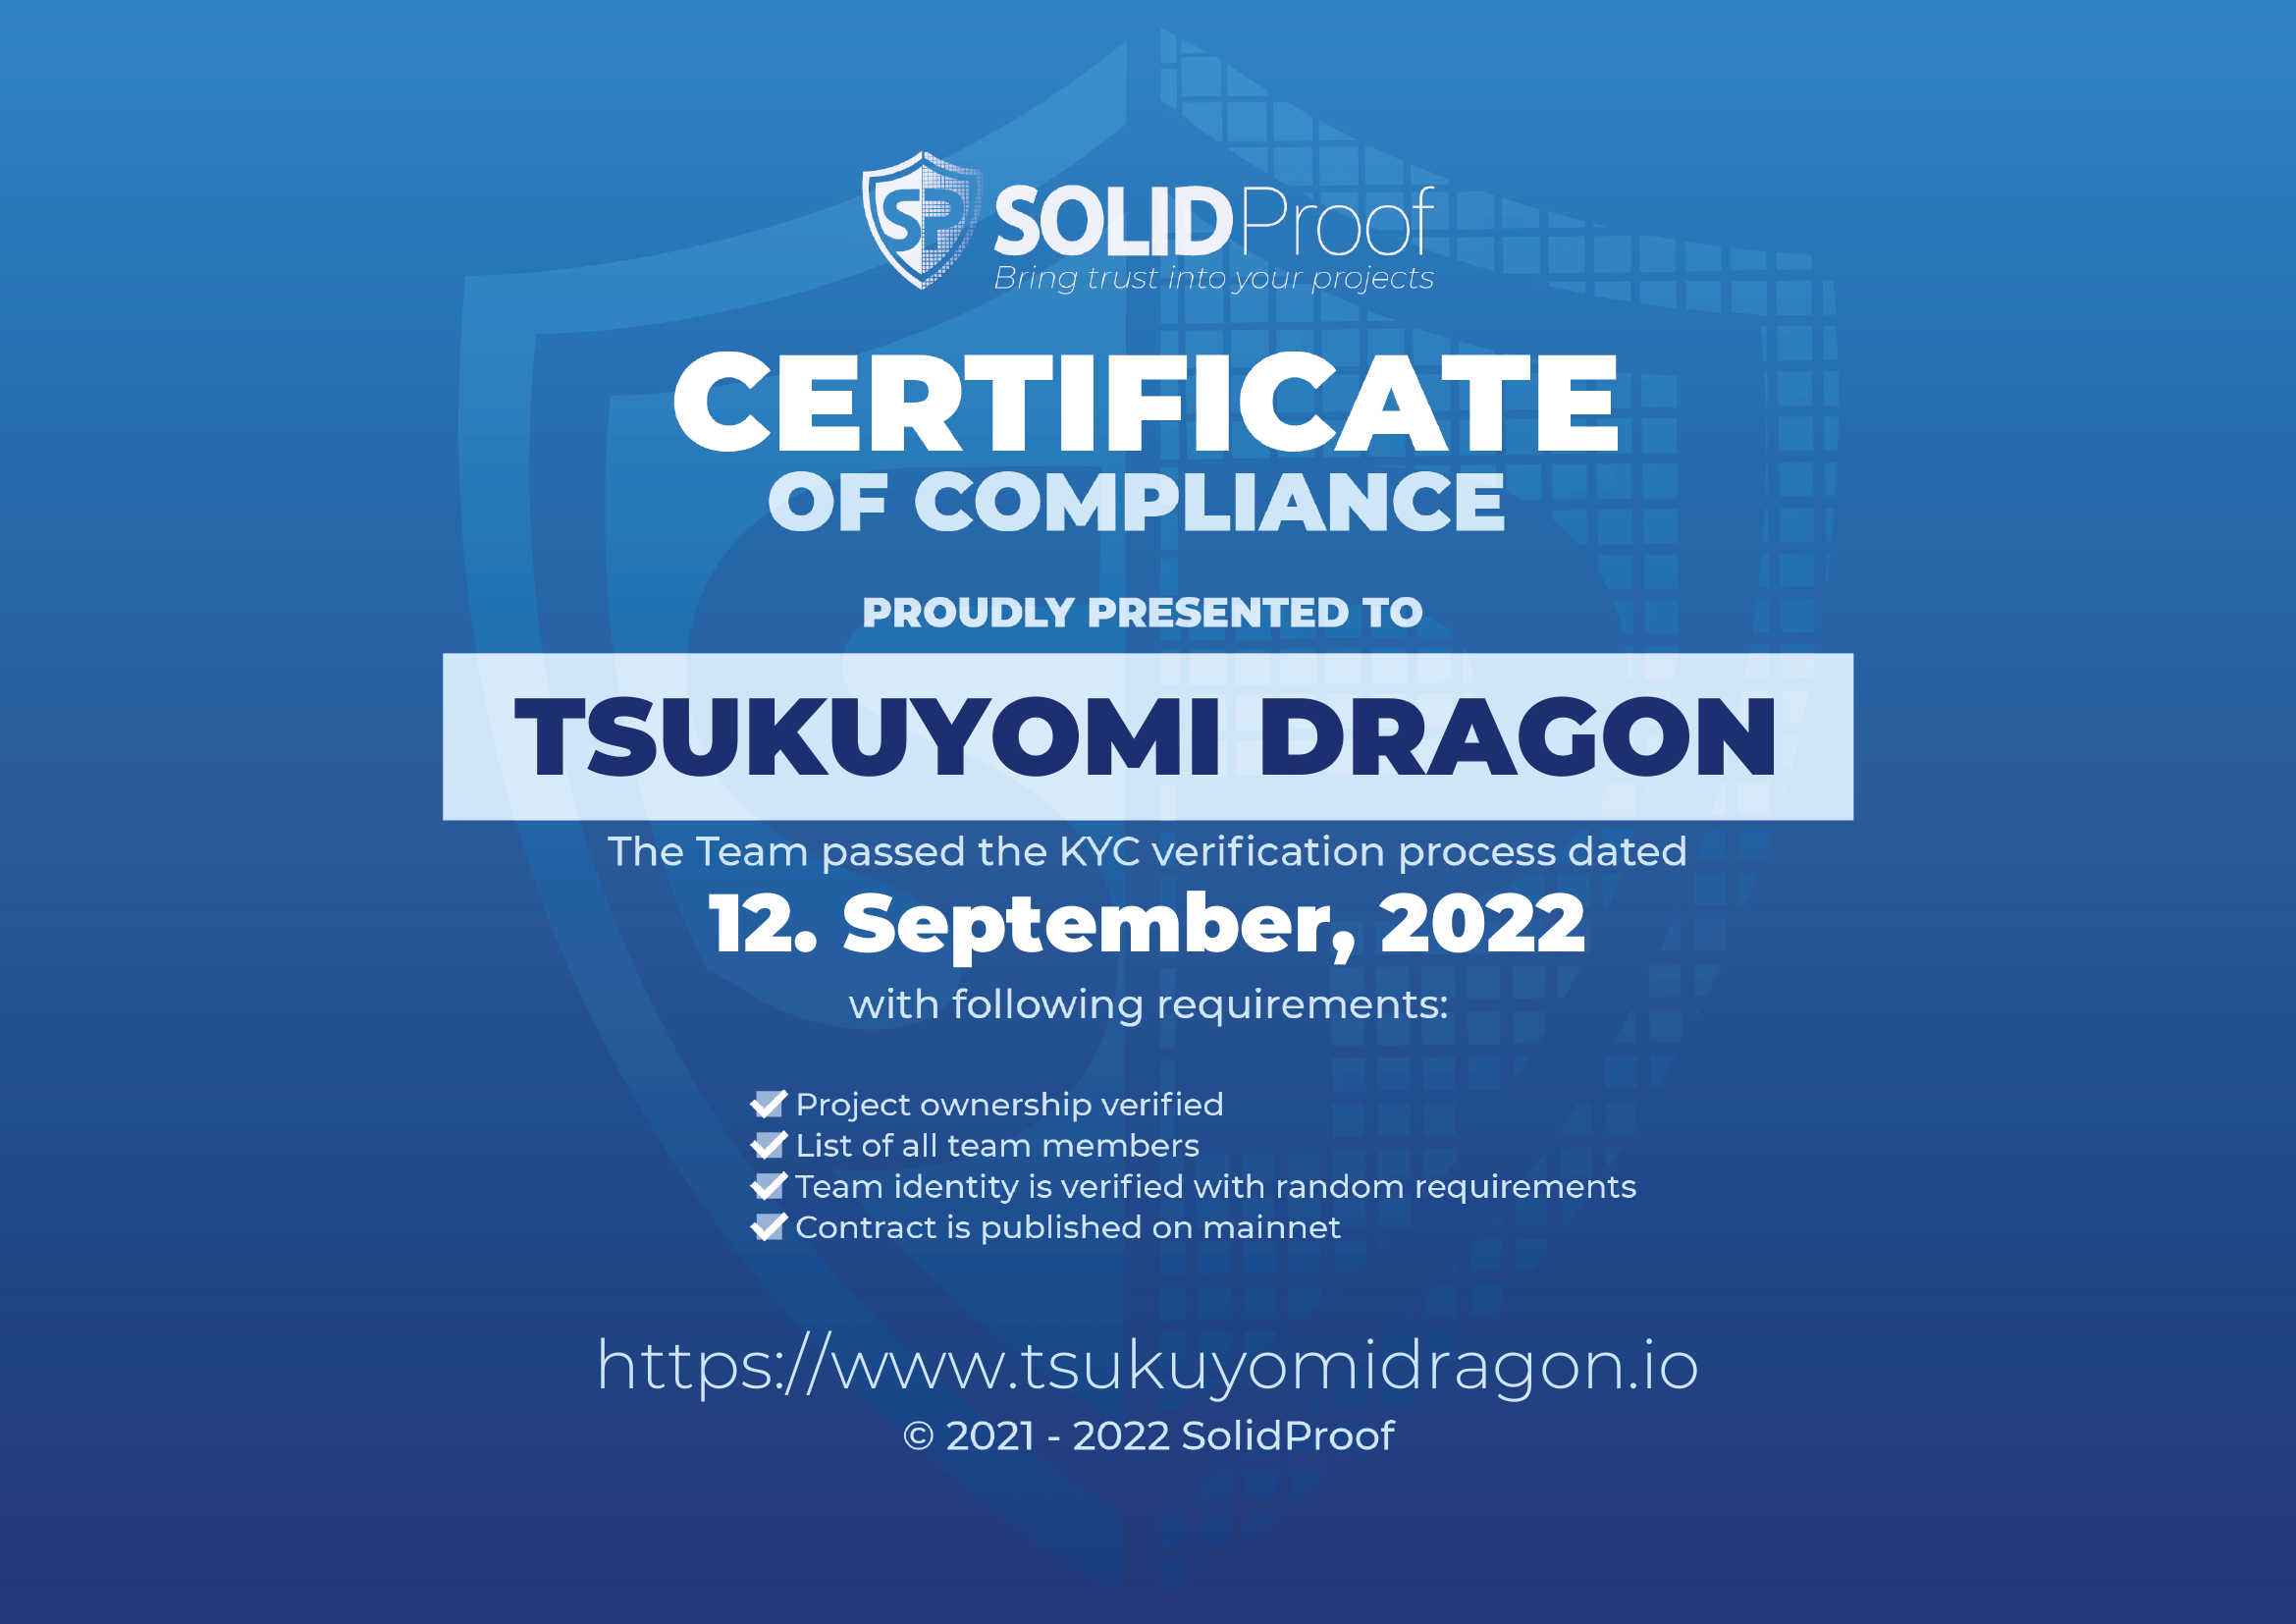 SP SOLIDProof
Bring trust into your projects
CERTIFICATE
OF COMPLIANCE
PROUDLY PRESENTED TO
TSUKUYOMI DRAGON
The Team passed the KYC verification process dated
12. September, 2022
with following requirements:
Project ownership verified
List of all team members
Team identity is verified with random requirements
Contract is published on mainnet
https://www.tsukuyomidragon.io
© 2021 - 2022 SolidProof